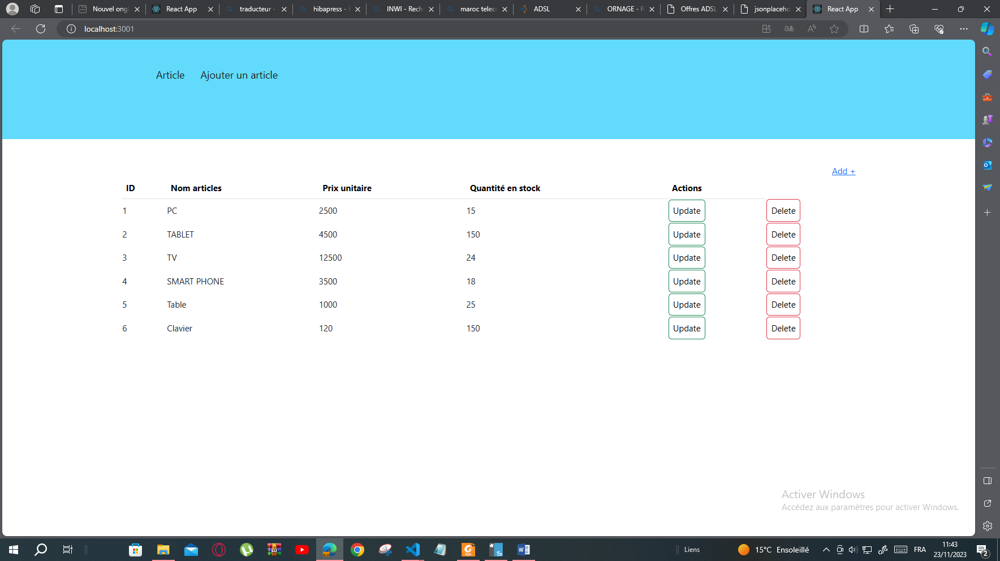 Nouvel ong
React App
traducteur -
hibapress -
INWI - Rech
maroc telec
ADSL
ORNAGE - R
Offres ADSL
jsonplaceho
React App
localhost:3001
Article
Ajouter un article
Add +
ID Nom articles Prix unitaire Quantité en stock Actions
1 PC 2500 15 Update Delete
2 TABLET 4500 150 Update Delete
3 TV 12500 24 Update Delete
4 SMART PHONE 3500 18 Update Delete
5 Table 1000 25 Update Delete
6 Clavier 120 150 Update Delete
Activer Windows
Accédez aux paramètres pour activer Windows.
Liens
15°C Ensoleillé
FRA
11:43
23/11/2023
2